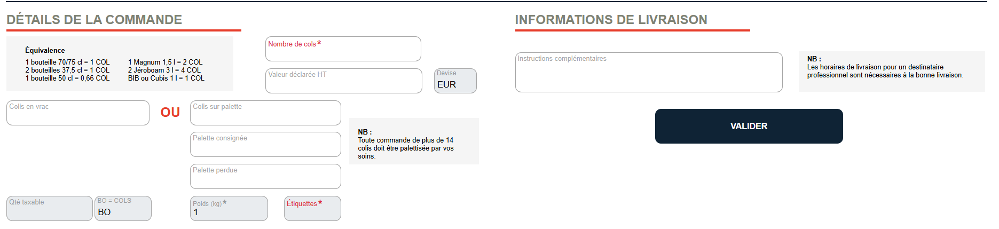 DÉTAILS DE LA COMMANDE
Équivalence
1 bouteille 70/75 cl = 1 COL
2 bouteilles 37,5 cl = 1 COL
1 bouteille 50 cl = 0,66 COL
1 Magnum 1,5 l = 2 COL
2 Jéroboam 3 l = 4 COL
BIB ou Cubis 1 l = 1 COL
Nombre de cols *
Valeur déclarée HT
Devise
EUR
Colis en vrac
OU
Colis sur palette
Palette consignée
Palette perdue
NB :
Toute commande de plus de 14
colis doit être palettisée par vos
soins.
Qté taxable
BO = COLS
BO
Poids (kg) *
1
Étiquettes *
INFORMATIONS DE LIVRAISON
Instructions complémentaires
NB :
Les horaires de livraison pour un destinataire
professionnel sont nécessaires à la bonne livraison.
VALIDER